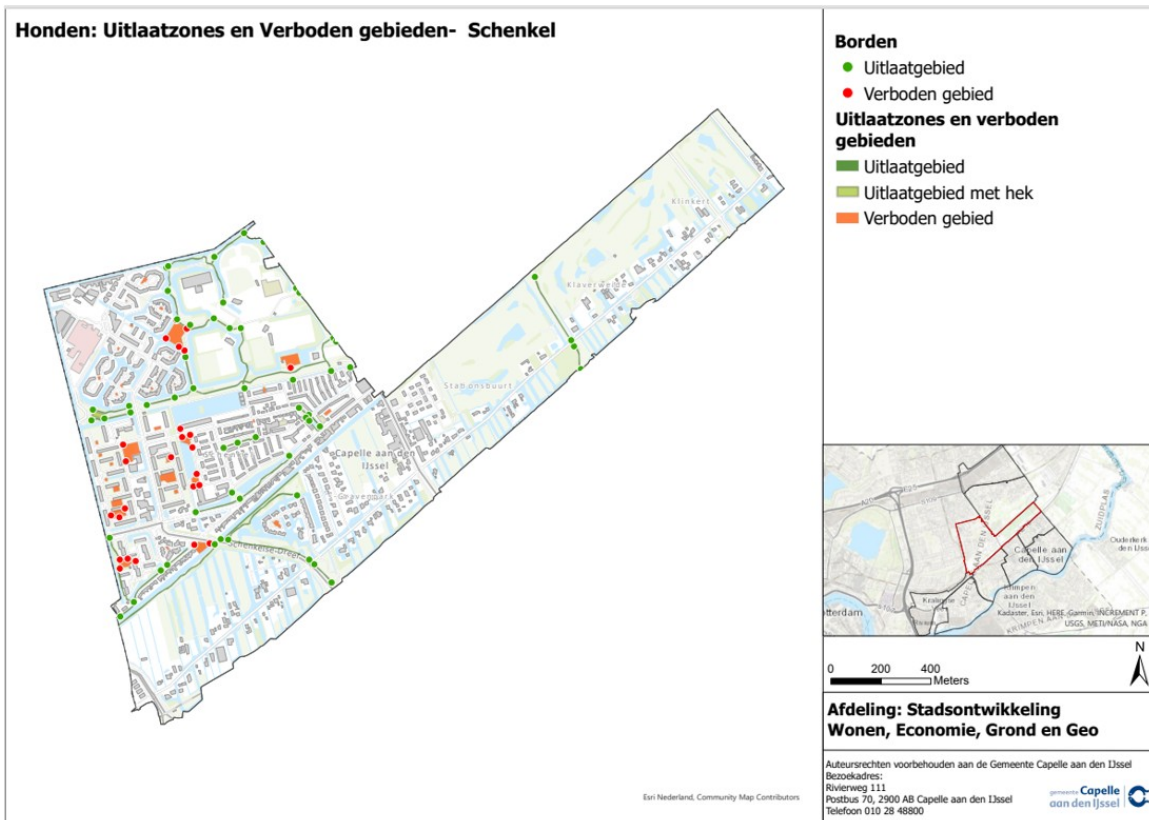 Honden: Uitlaatzones en Verboden gebieden- Schenkel
Klinkert
Klaverweide
Stationsbuurt
Capelle aan den
IJssel
's-Gravenpark
Schenkelse Dreef
Borden
Uitlaatgebied
Verboden gebied
Uitlaatzones en verboden
gebieden
Uitlaatgebied
Uitlaatgebied met hek
Verboden gebied
A20
ZUIDPLAS
Ouderkerk
den IJss
Capelle aan
den IJssel
Krimpen
aan den
IJssel
otterdam
KRIMPEN AAN
Kadaster, Esri, HERE, Garmin, INCREMENT P,
USGS, METI/NASA, NGA
N
0 200 400
Meters
Afdeling: Stadsontwikkeling
Wonen, Economie, Grond en Geo
Auteursrechten voorbehouden aan de Gemeente Capelle aan den IJssel
Bezoekadres:
Rivierweg 111
Postbus 70, 2900 AB Capelle aan den IJssel
Telefoon 010 28 48800
gemeente Capelle
aan den IJssel
Esri Nederland, Community Map Contributors